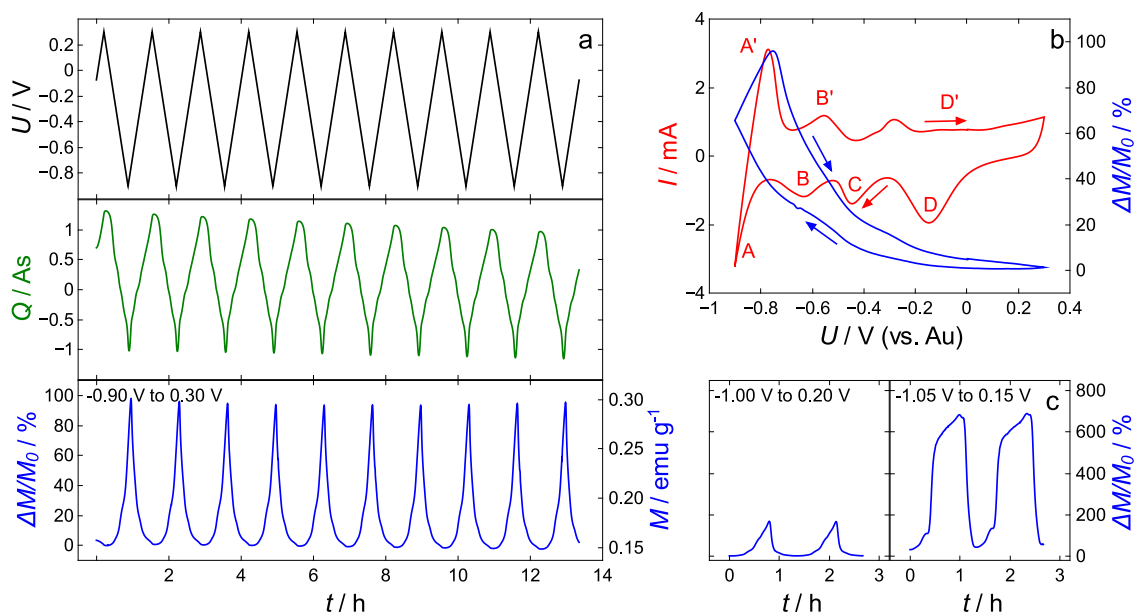 a
U / V
0.2
0
−0.2
−0.4
−0.6
−0.8
Q / As
1
0.5
0
−0.5
−1
-0.90 V to 0.30 V
ΔM/M0 / %
100
80
60
40
20
0
M / emu g-1
0.30
0.25
0.20
0.15
2
4
6
8
10
12
14
t / h
b
A'
B'
D'
B
C
D
A
I / mA
4
2
0
−2
−4
ΔM/M0 / %
100
80
60
40
20
0
−1
−0.8
−0.6
−0.4
−0.2
0
0.2
0.4
U / V (vs. Au)
-1.00 V to 0.20 V
-1.05 V to 0.15 V
c
800
600
400
200
0
ΔM/M0 / %
0
1
2
3
0
1
2
3
t / h
t / h